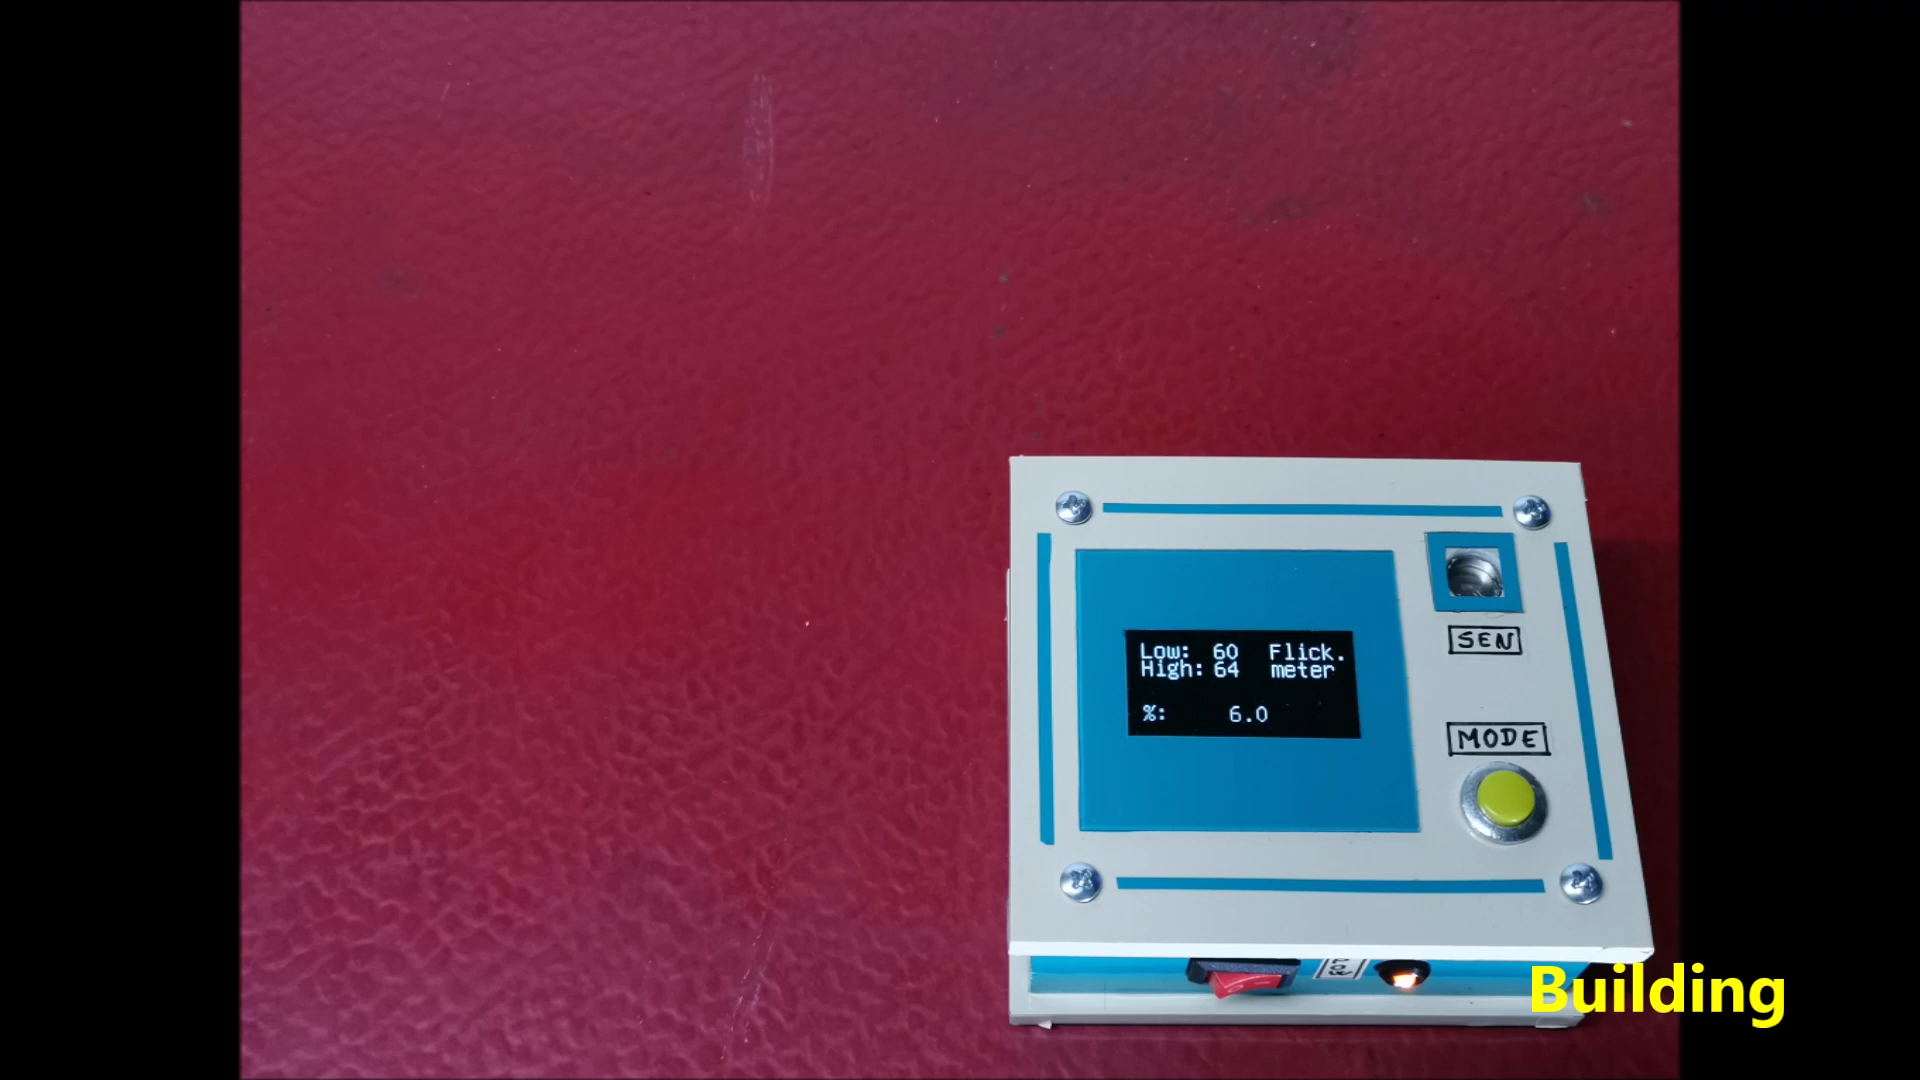 Low: 60 Flick.
High: 64 meter
%: 6.0
SEN
MODE
Building